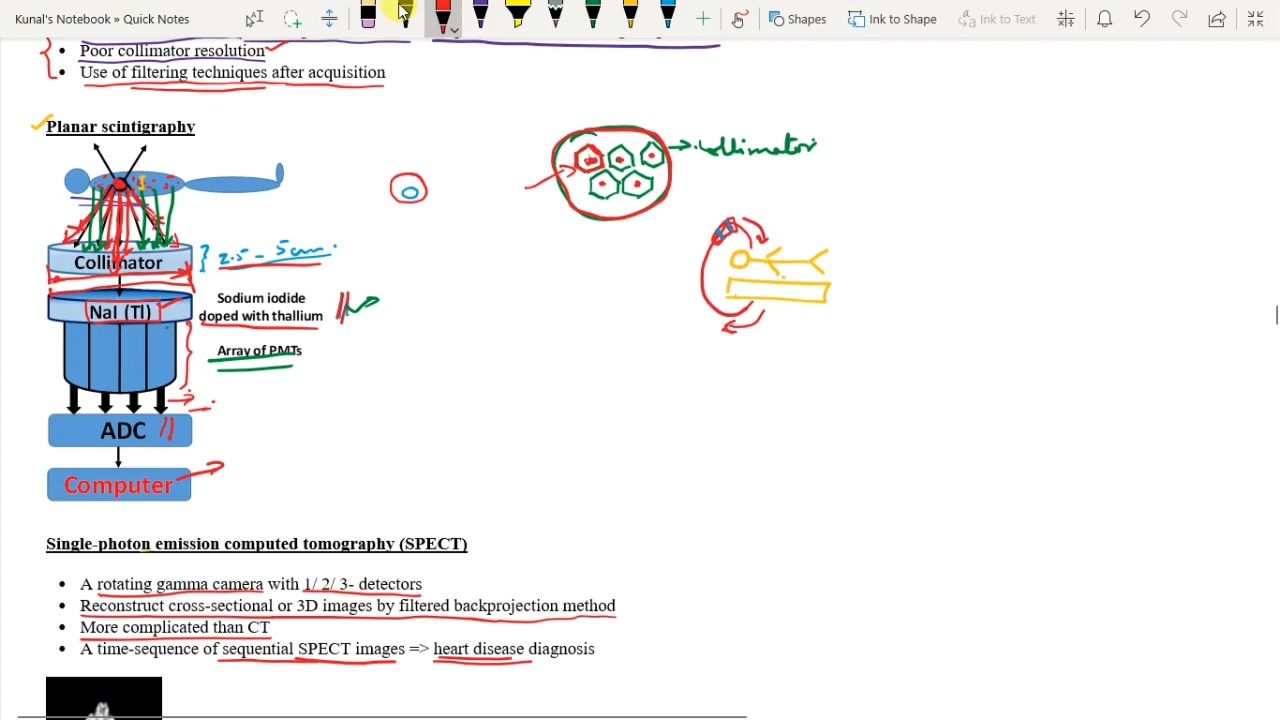 Kunal's Notebook » Quick Notes
Shapes
Ink to Shape
Ink to Text
• Poor collimator resolution
• Use of filtering techniques after acquisition
Planar scintigraphy
collimator
Collimator
2.5 - 5cm.
NaI (Tl)
Sodium iodide
doped with thallium
Array of PMTs
ADC
Computer
Single-photon emission computed tomography (SPECT)
• A rotating gamma camera with 1/ 2/ 3- detectors
• Reconstruct cross-sectional or 3D images by filtered backprojection method
• More complicated than CT
• A time-sequence of sequential SPECT images => heart disease diagnosis